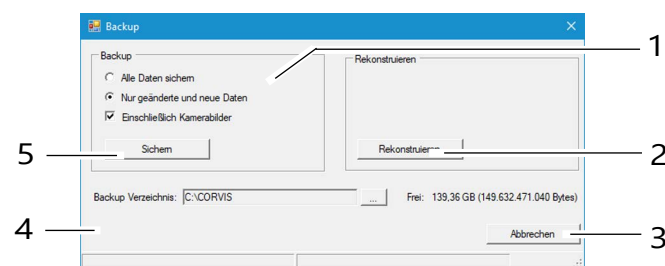 Backup
Backup
Rekonstruieren
1
Alle Daten sichern
Nur geänderte und neue Daten
Einschließlich Kamerabilder
5
Sichern
Rekonstruieren
2
Backup Verzeichnis: C:\CORVIS ... Frei: 139,36 GB (149.632.471.040 Bytes)
4
Abbrechen
3